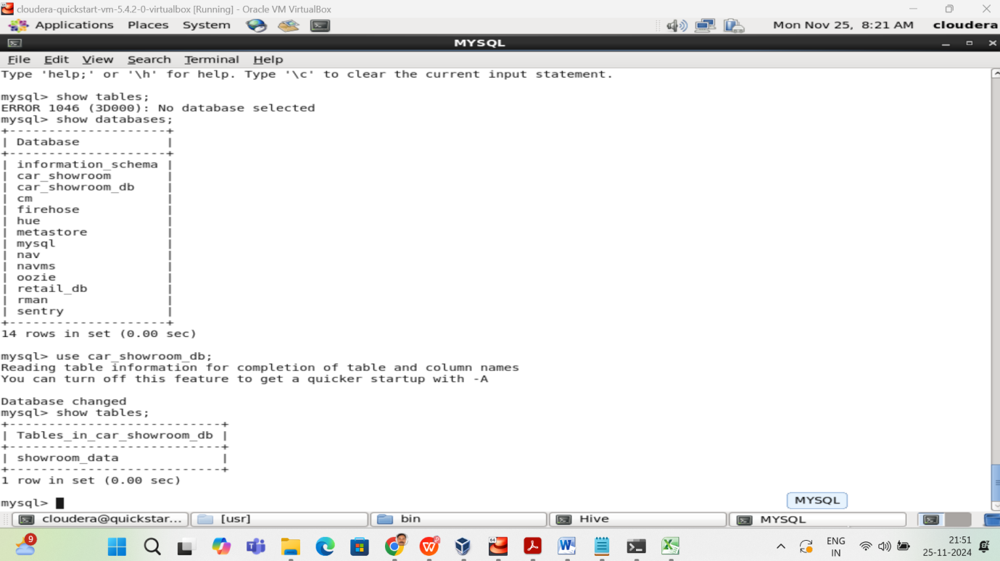 cloudera-quickstart-vm-5.4.2-0-virtualbox [Running] - Oracle VM VirtualBox
Applications Places System Mon Nov 25, 8:21 AM cloudera
MYSQL
File Edit View Search Terminal Help
Type 'help;' or '\h' for help. Type '\c' to clear the current input statement.
mysql> show tables;
ERROR 1046 (3D000): No database selected
mysql> show databases;
+--------------------+
| Database |
+--------------------+
| information_schema |
| car_showroom |
| car_showroom_db |
| cm |
| firehose |
| hue |
| metastore |
| mysql |
| nav |
| navms |
| oozie |
| retail_db |
| rman |
| sentry |
+--------------------+
14 rows in set (0.00 sec)
mysql> use car_showroom_db;
Reading table information for completion of table and column names
You can turn off this feature to get a quicker startup with -A
Database changed
mysql> show tables;
+---------------------------+
| Tables_in_car_showroom_db |
+---------------------------+
| showroom_data |
+---------------------------+
1 row in set (0.00 sec)
mysql>
MYSQL
cloudera@quickstar... [usr] bin Hive MYSQL
9 64 ENG 21:51
IN 25-11-2024